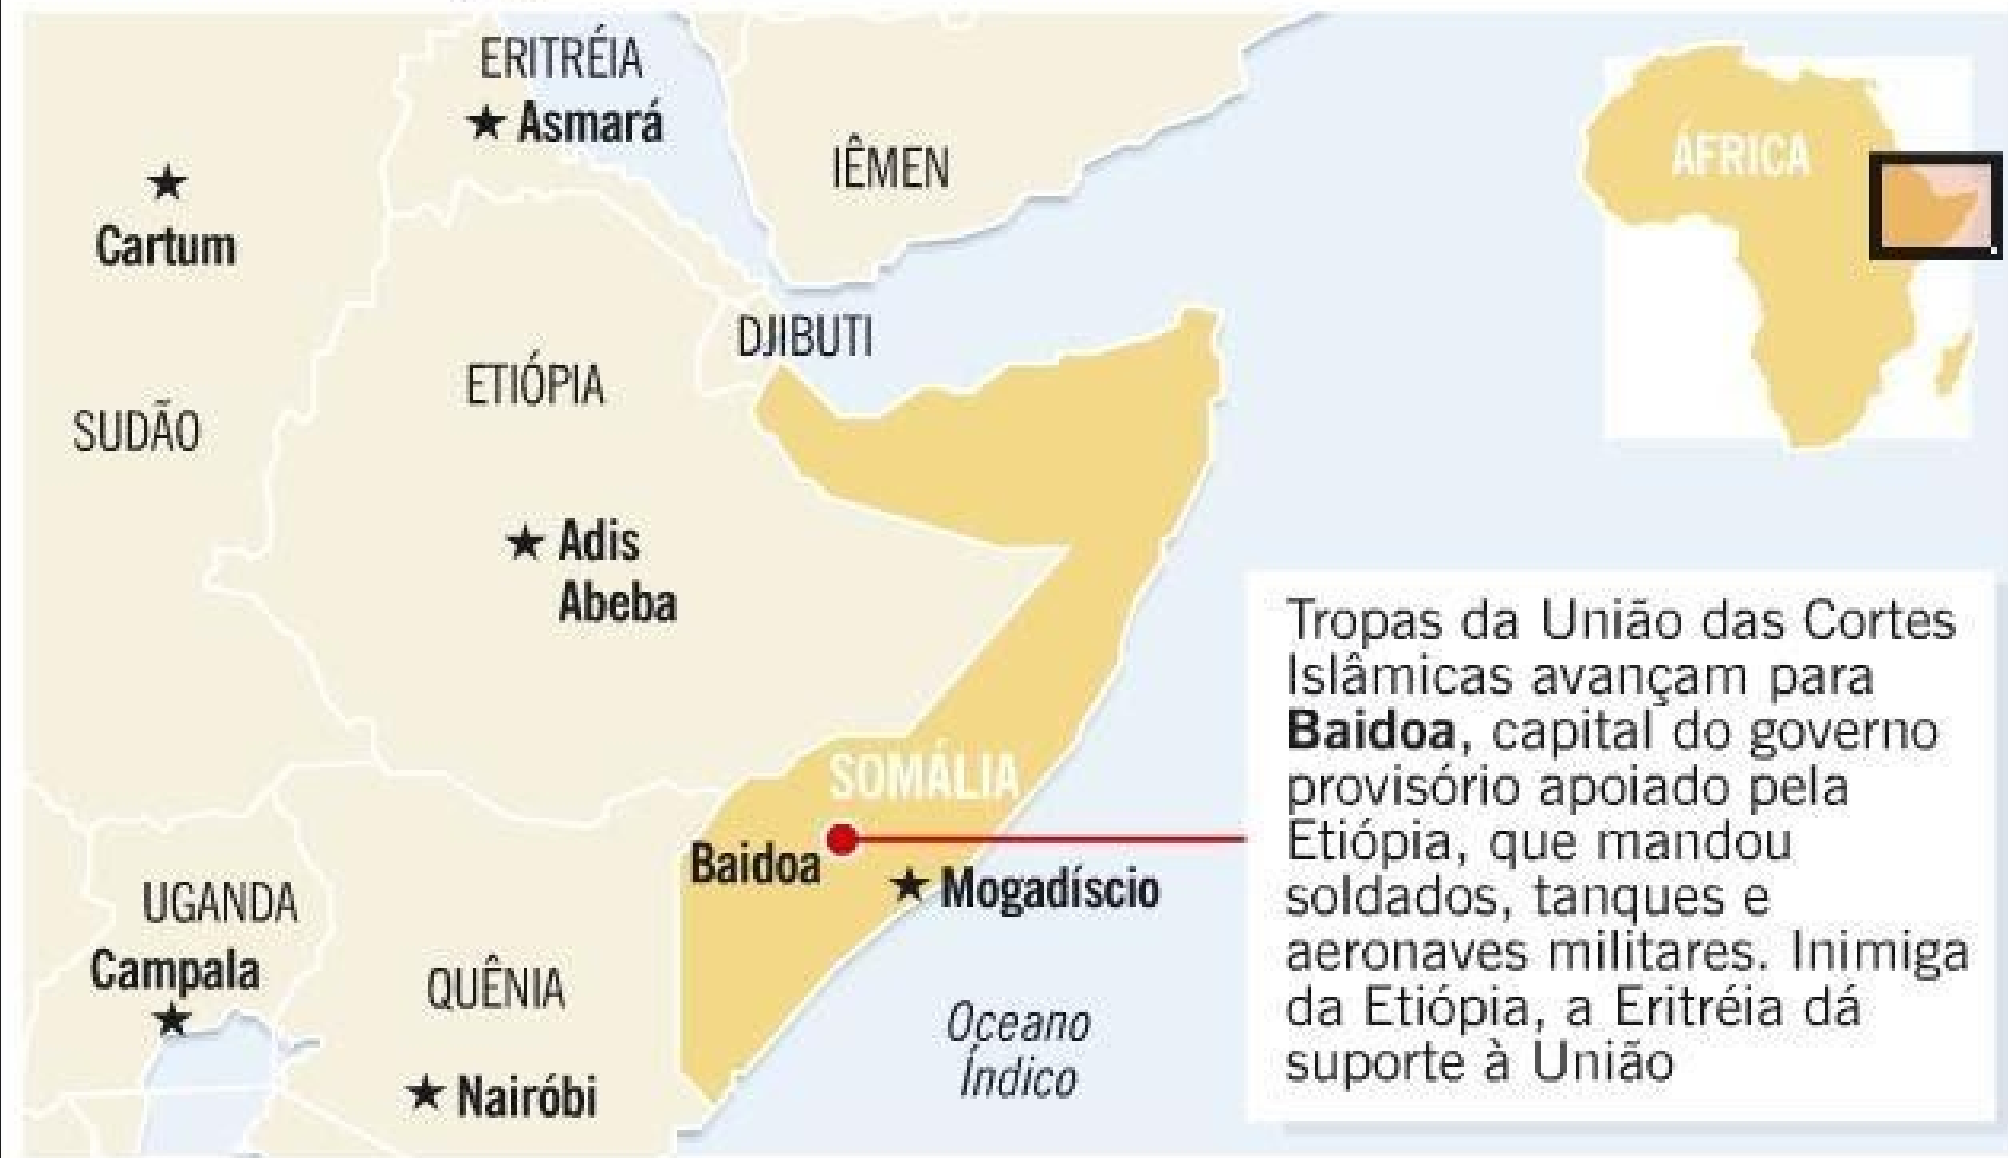 ERITRÉIA
Asmará
IÊMEN
ÁFRICA
Cartum
DJIBUTI
ETIÓPIA
SUDÃO
Adis
Abeba
SOMÁLIA
Baidoa
Mogadíscio
UGANDA
Campala
QUÊNIA
Nairóbi
Oceano
Índico
Tropas da União das Cortes
Islâmicas avançam para
Baidoa, capital do governo
provisório apoiado pela
Etiópia, que mandou
soldados, tanques e
aeronaves militares. Inimiga
da Etiópia, a Eritréia dá
suporte à União